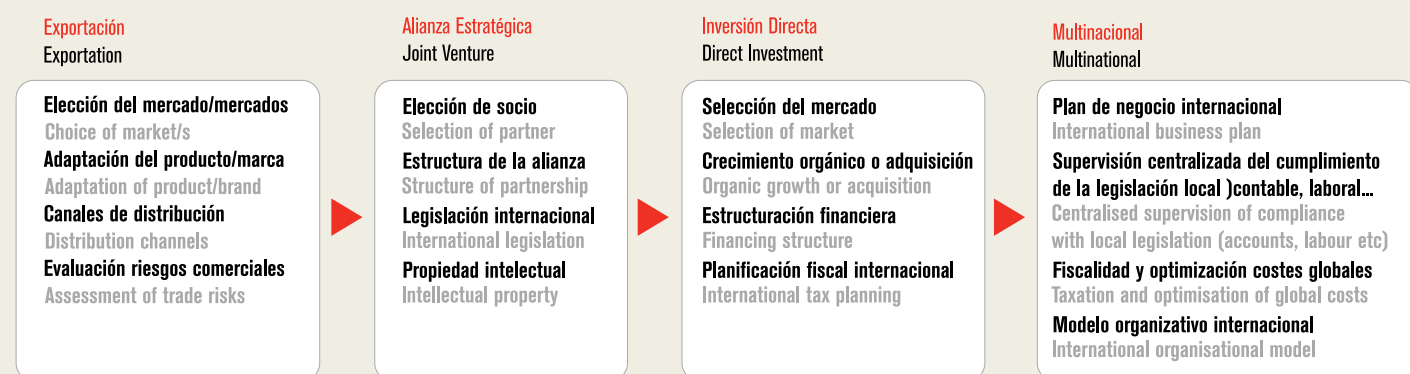 Exportación
Exportation
Elección del mercado/mercados
Choice of market/s
Adaptación del producto/marca
Adaptation of product/brand
Canales de distribución
Distribution channels
Evaluación riesgos comerciales
Assessment of trade risks
Alianza Estratégica
Joint Venture
Elección de socio
Selection of partner
Estructura de la alianza
Structure of partnership
Legislación internacional
International legislation
Propiedad intelectual
Intellectual property
Inversión Directa
Direct Investment
Selección del mercado
Selection of market
Crecimiento orgánico o adquisición
Organic growth or acquisition
Estructuración financiera
Financing structure
Planificación fiscal internacional
International tax planning
Multinacional
Multinational
Plan de negocio internacional
International business plan
Supervisión centralizada del cumplimiento
de la legislación local )contable, laboral...
Centralised supervision of compliance
with local legislation (accounts, labour etc)
Fiscalidad y optimización costes globales
Taxation and optimisation of global costs
Modelo organizativo internacional
International organisational model